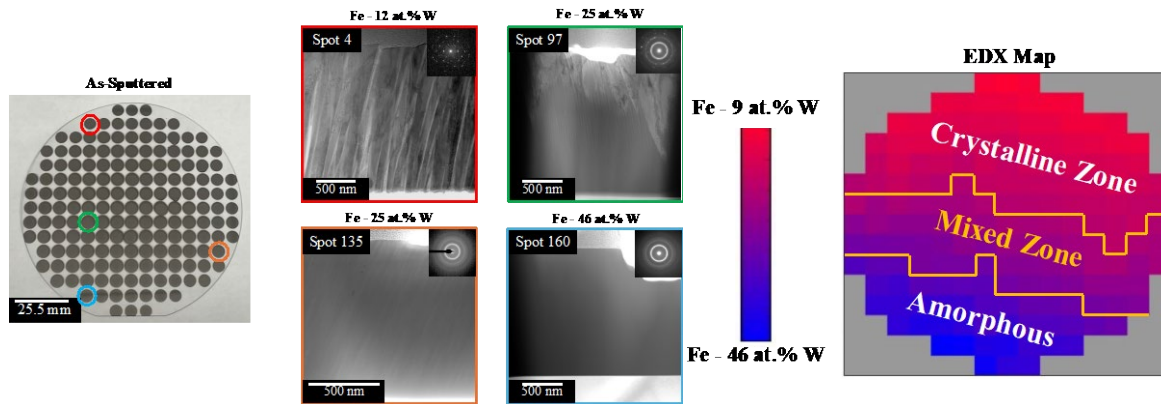 As-Sputtered
25.5 mm
Fe - 12 at.% W
Spot 4
500 nm
Fe - 25 at.% W
Spot 97
500 nm
Fe - 25 at.% W
Spot 135
500 nm
Fe - 46 at.% W
Spot 160
500 nm
Fe - 9 at.% W
Fe - 46 at.% W
EDX Map
Crystalline Zone
Mixed Zone
Amorphous